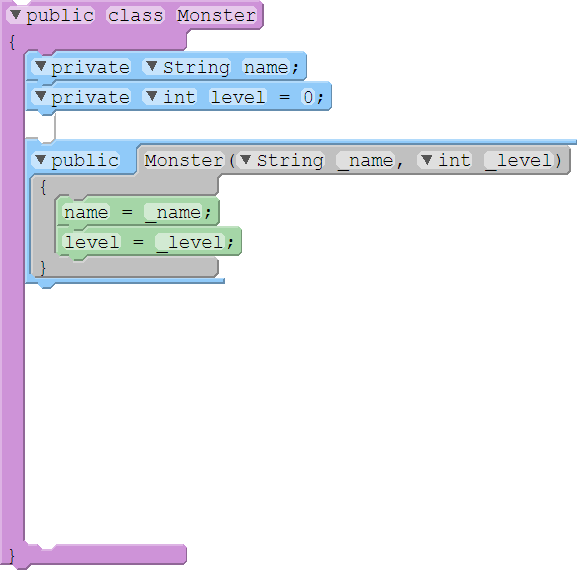 public class Monster
{
private String name;
private int level = 0;
public Monster(String _name, int _level)
{
name = _name;
level = _level;
}
}